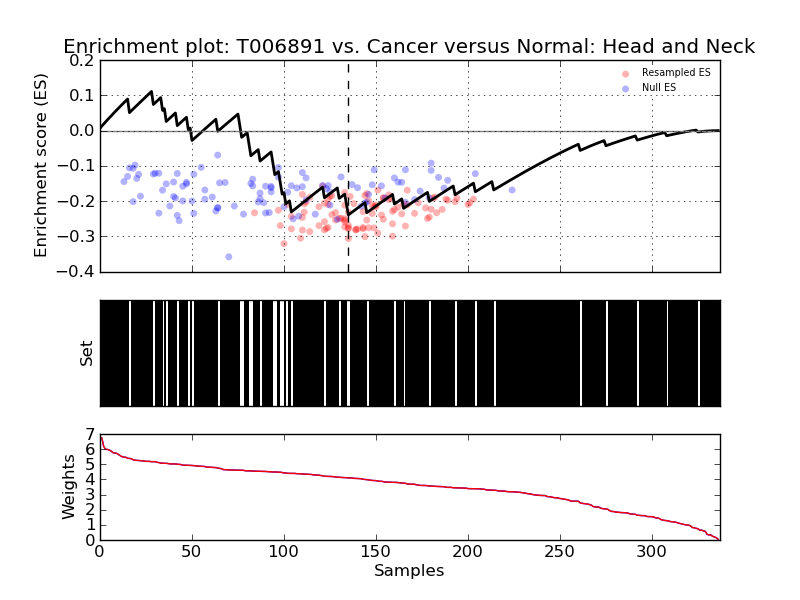 Enrichment plot: T006891 vs. Cancer versus Normal: Head and Neck
0.2
0.1
0.0
−0.1
−0.2
−0.3
−0.4
Enrichment score (ES)
Resampled ES
Null ES
Set
7
6
5
4
3
2
1
0
Weights
0 50 100 150 200 250 300
Samples